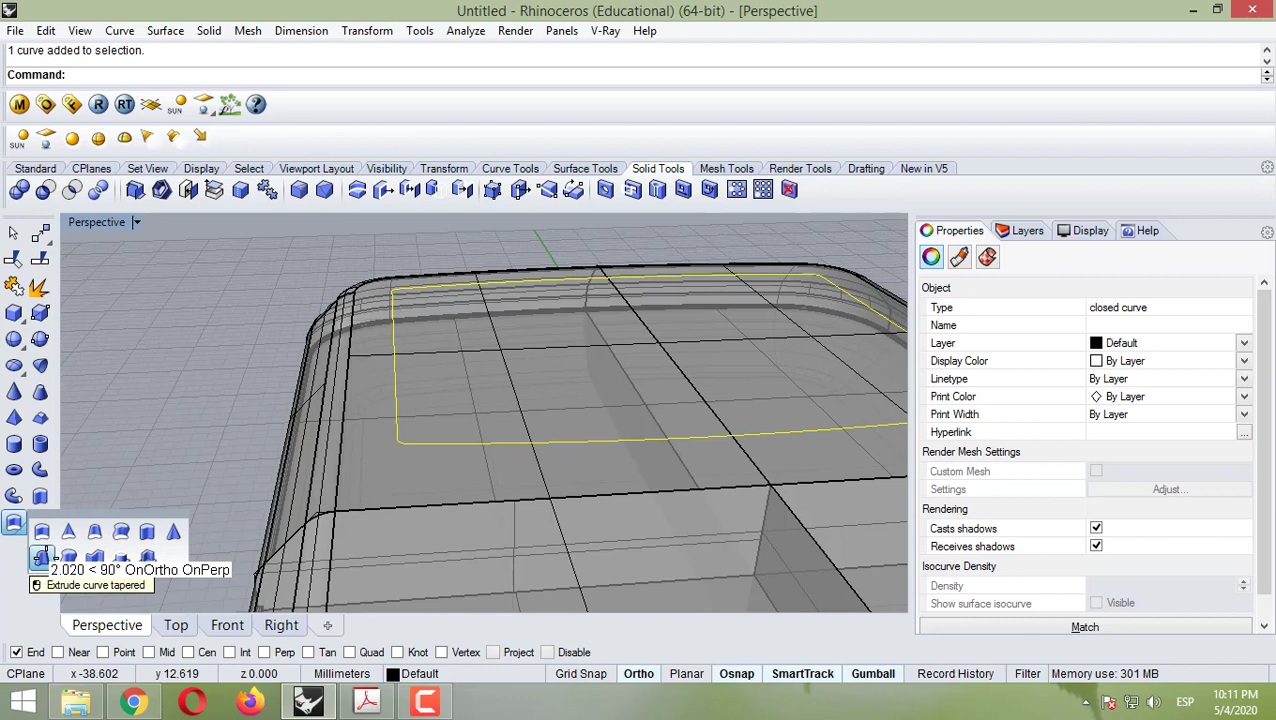 Untitled - Rhinoceros (Educational) (64-bit) - [Perspective]
File Edit View Curve Surface Solid Mesh Dimension Transform Tools Analyze Render Panels V-Ray Help
1 curve added to selection.
Command:
M O F R RT SUN ?
SUN
Standard CPlanes Set View Display Select Viewport Layout Visibility Transform Curve Tools Surface Tools Solid Tools Mesh Tools Render Tools Drafting New in V5
Perspective
Properties Layers Display Help
Object
Type closed curve
Name
Layer Default
Display Color By Layer
Linetype By Layer
Print Color By Layer
Print Width By Layer
Hyperlink ...
Render Mesh Settings
Custom Mesh
Settings Adjust...
Rendering
Casts shadows
Receives shadows
Isocurve Density
Density
Show surface isocurve Visible
Match
2.020 < 90° OnOrtho OnPerp
Extrude curve tapered
Perspective Top Front Right
End Near Point Mid Cen Int Perp Tan Quad Knot Vertex Project Disable
CPlane x -38.602 y 12.619 z 0.000 Millimeters Default Grid Snap Ortho Planar Osnap SmartTrack Gumball Record History Filter Memory use: 301 MB
ESP
10:11 PM
5/4/2020